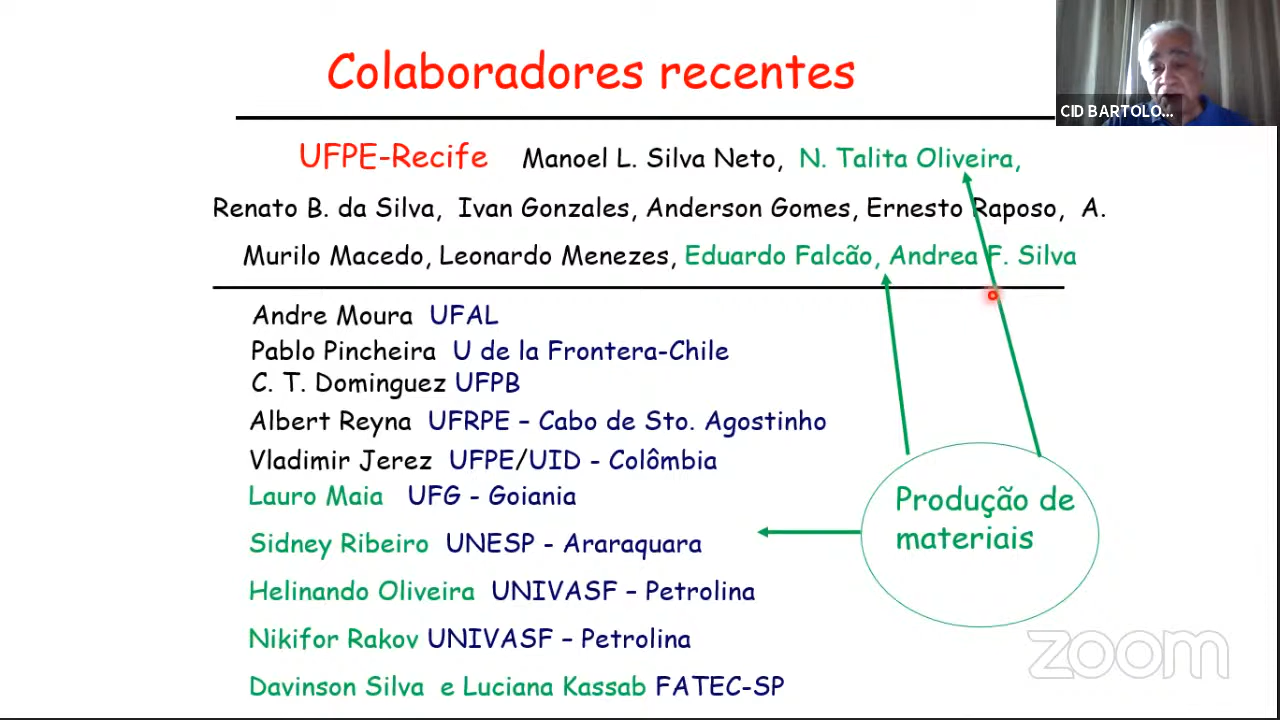 Colaboradores recentes
CID BARTOLO...
UFPE-Recife Manoel L. Silva Neto, N. Talita Oliveira,
Renato B. da Silva, Ivan Gonzales, Anderson Gomes, Ernesto Raposo, A.
Murilo Macedo, Leonardo Menezes, Eduardo Falcão, Andrea F. Silva
Andre Moura UFAL
Pablo Pincheira U de la Frontera-Chile
C. T. Dominguez UFPB
Albert Reyna UFRPE – Cabo de Sto. Agostinho
Vladimir Jerez UFPE/UID - Colômbia
Lauro Maia UFG - Goiania
Sidney Ribeiro UNESP - Araraquara
Helinando Oliveira UNIVASF – Petrolina
Nikifor Rakov UNIVASF – Petrolina
Davinson Silva e Luciana Kassab FATEC-SP
Produção de
materiais
zoom